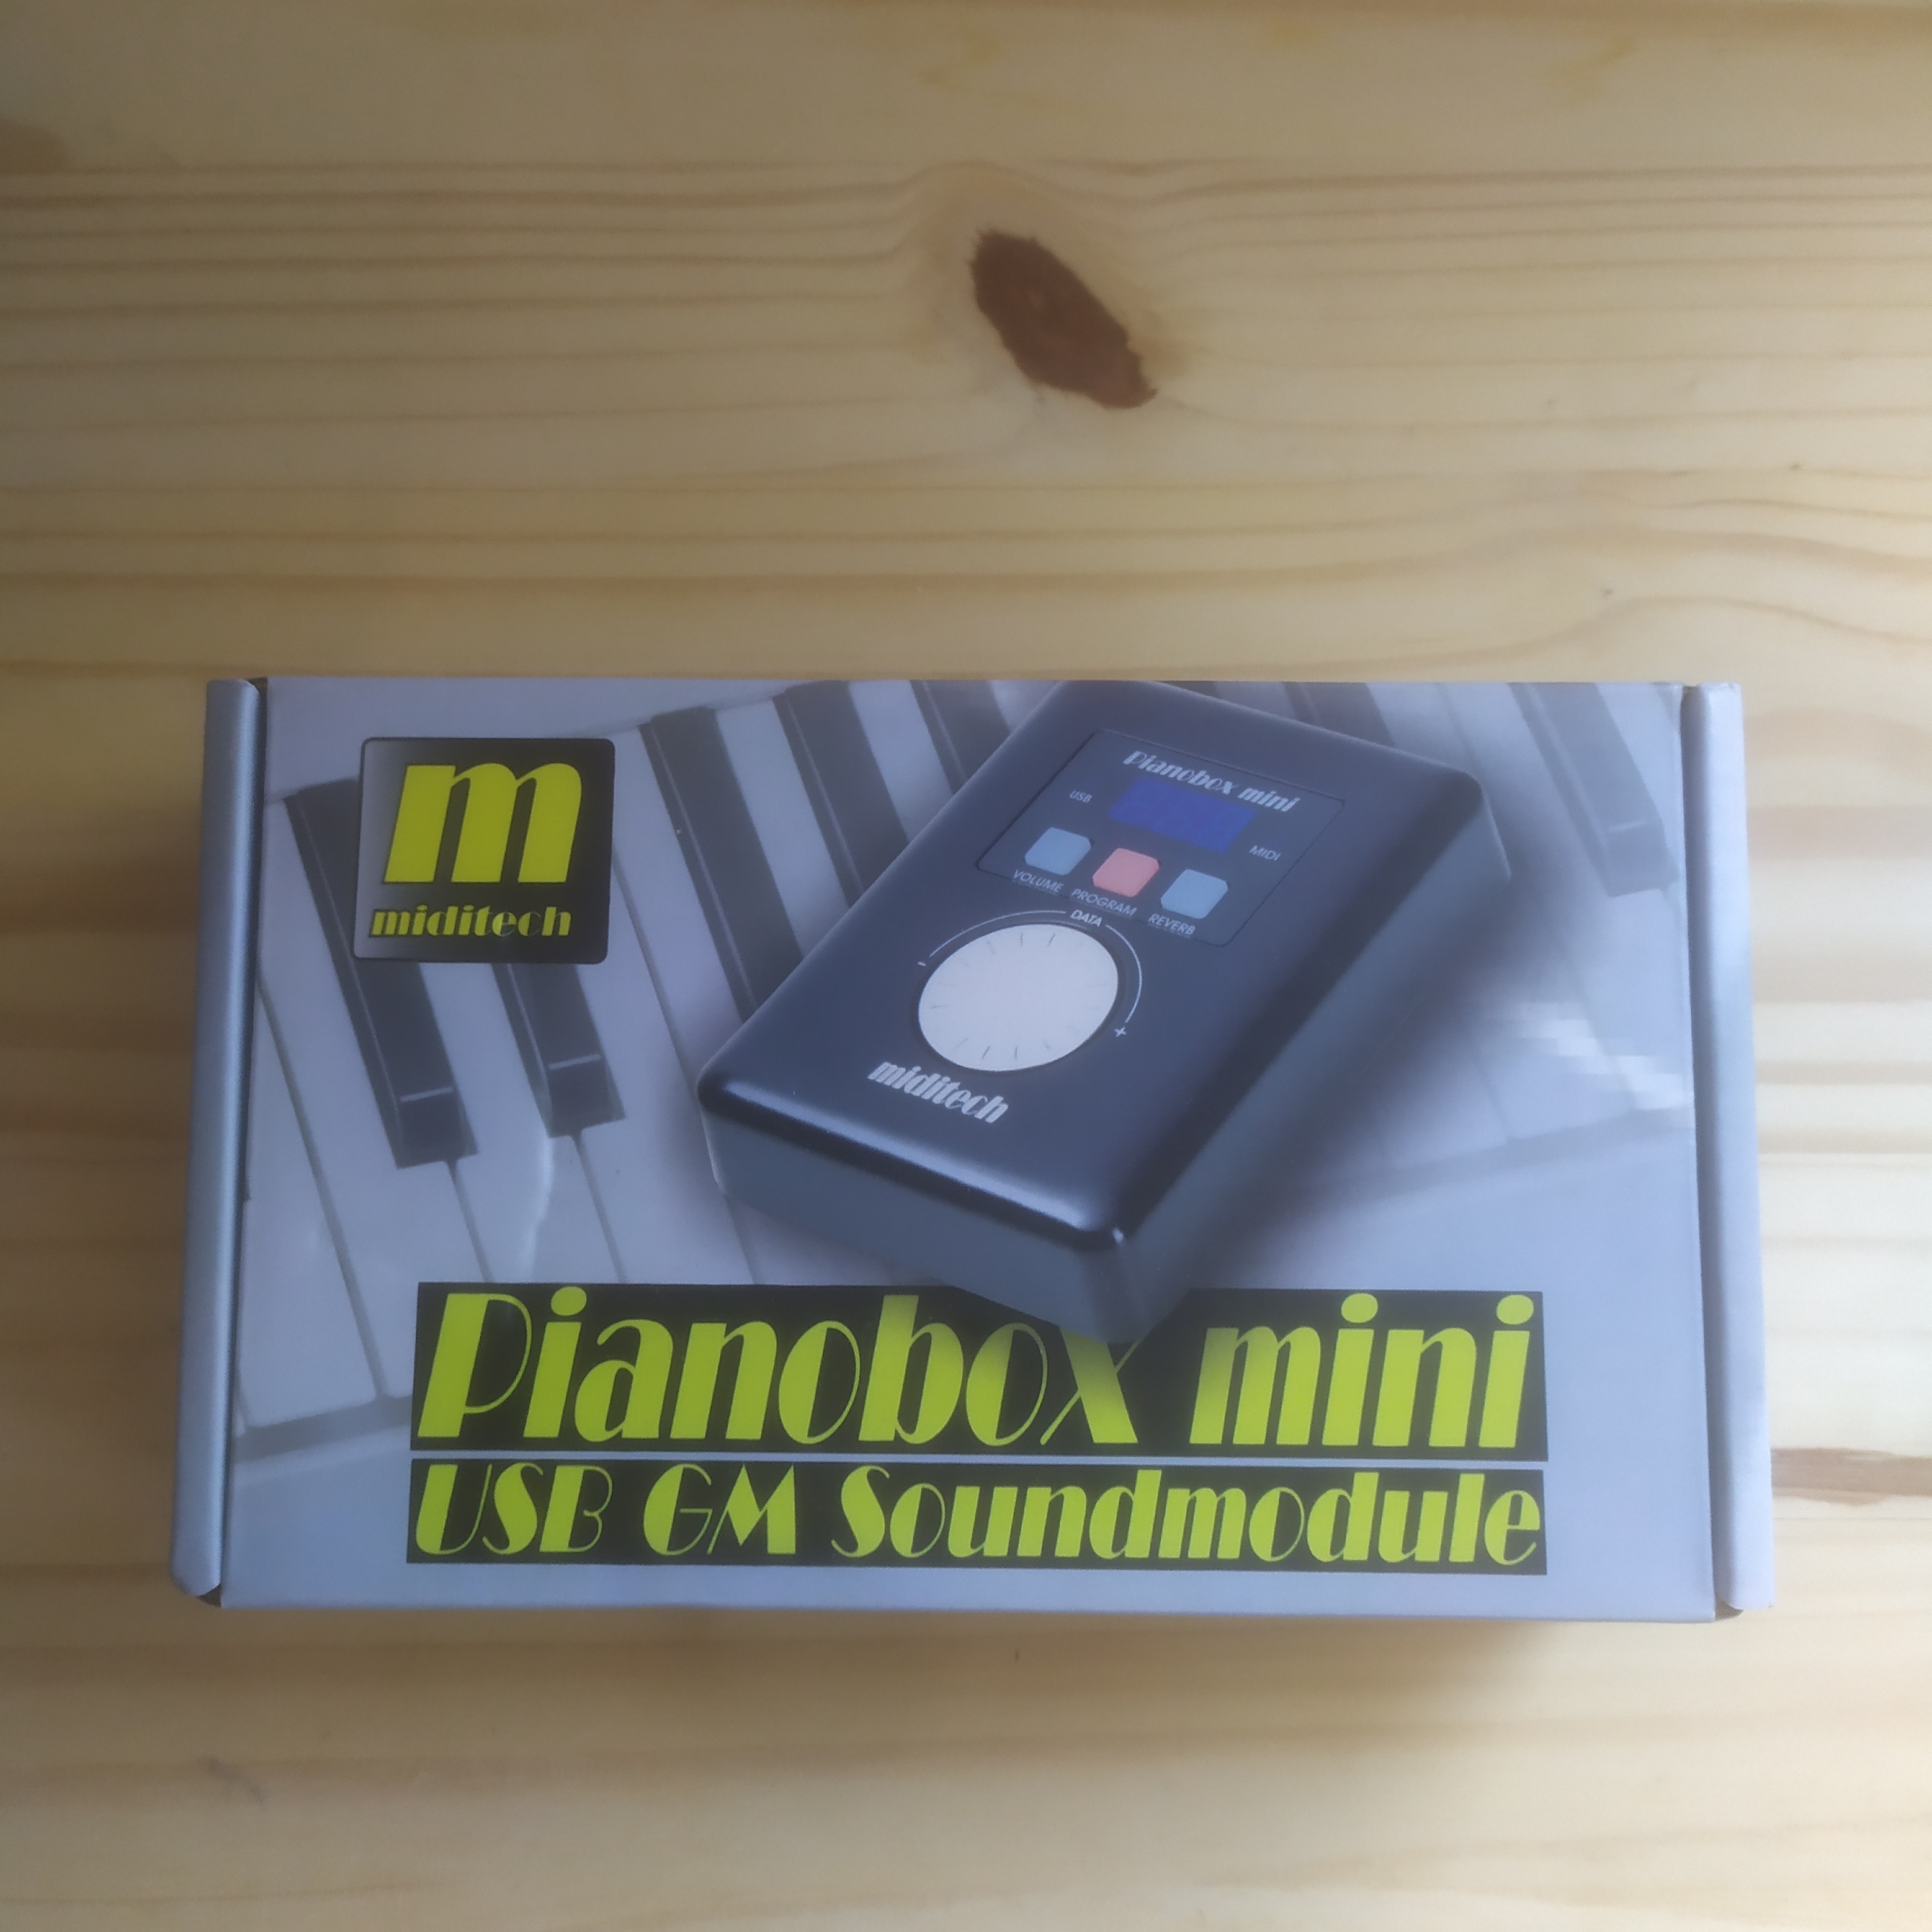 m
miditech
Pianobox mini
USB
MIDI
VOLUME
PROGRAM
REVERB
DATA
-
+
miditech
Pianobox mini
USB GM Soundmodule